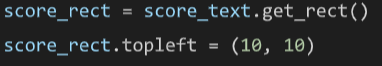 score_rect = score_text.get_rect()
score_rect.topleft = (10, 10)